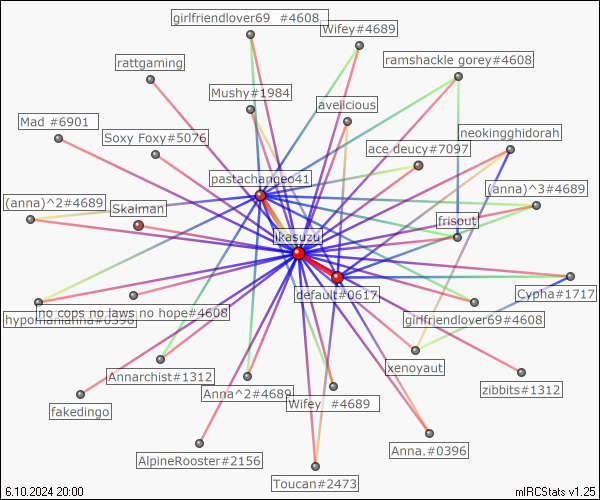 girlfriendlover69 #4608
Wifey#4689
rattgaming
ramshackle gorey#4608
Mushy#1984
avelicious
Mad #6901
Soxy Foxy#5076
neokingghidorah
ace deucy#7097
pastachangeo41
(anna)^3#4689
(anna)^2#4689
Skaiman
frisout
ikasuzu
default#0617
Cypha#1717
no cops no laws no hope#4608
hypomanianna#0396
girlfriendlover69#4608
xenoyaut
Annarchist#1312
Anna^2#4689
Wifey #4689
zibbits#1312
fakedingo
Anna.#0396
AlpineRooster#2156
Toucan#2473
6.10.2024 20:00
mIRCStats v1.25